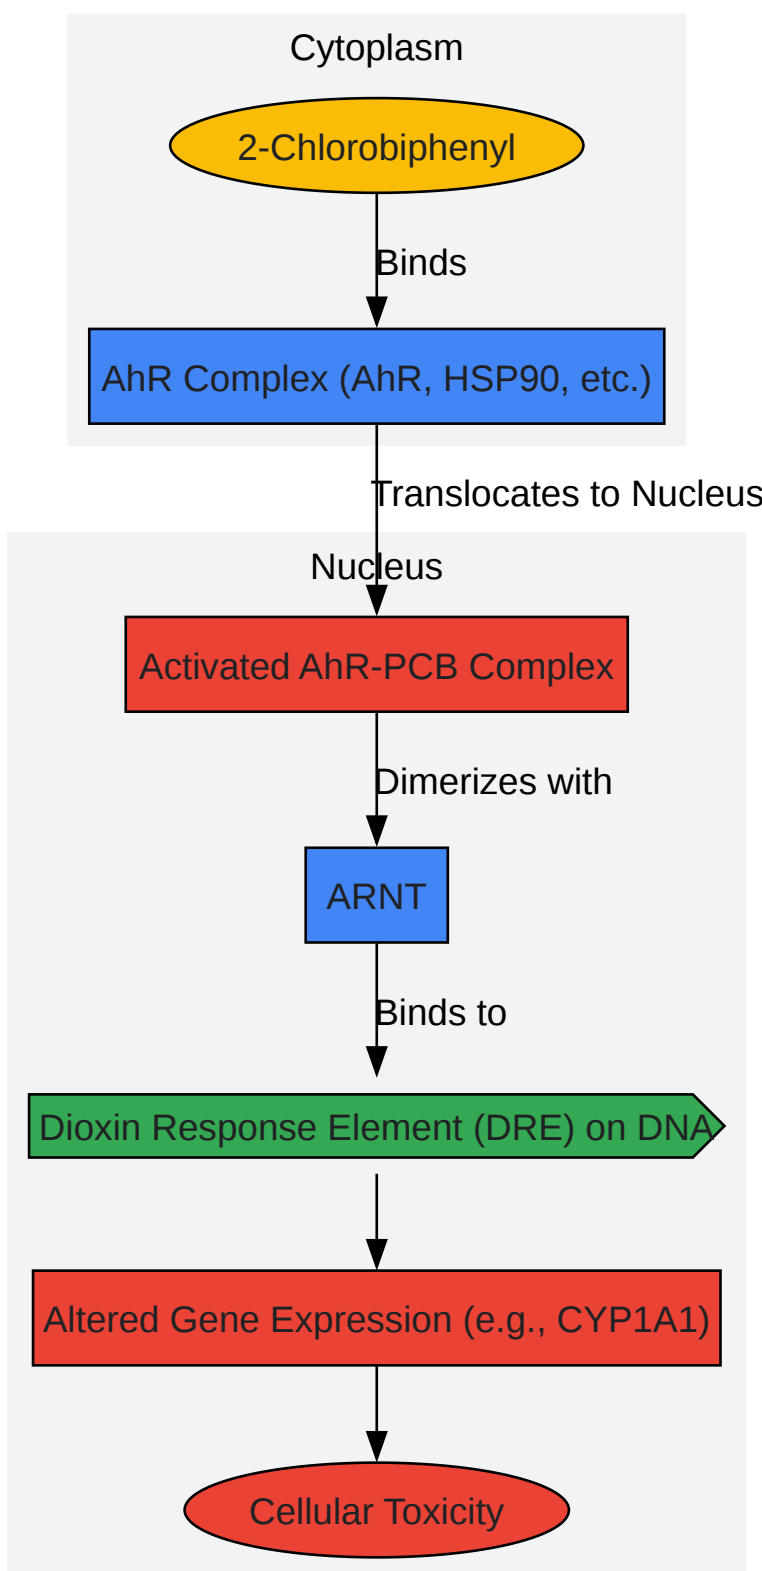 Cytoplasm
2-Chlorobiphenyl
Binds
AhR Complex (AhR, HSP90, etc.)
Translocates to Nucleus
Nucleus
Activated AhR-PCB Complex
Dimerizes with
ARNT
Binds to
Dioxin Response Element (DRE) on DNA
Altered Gene Expression (e.g., CYP1A1)
Cellular Toxicity